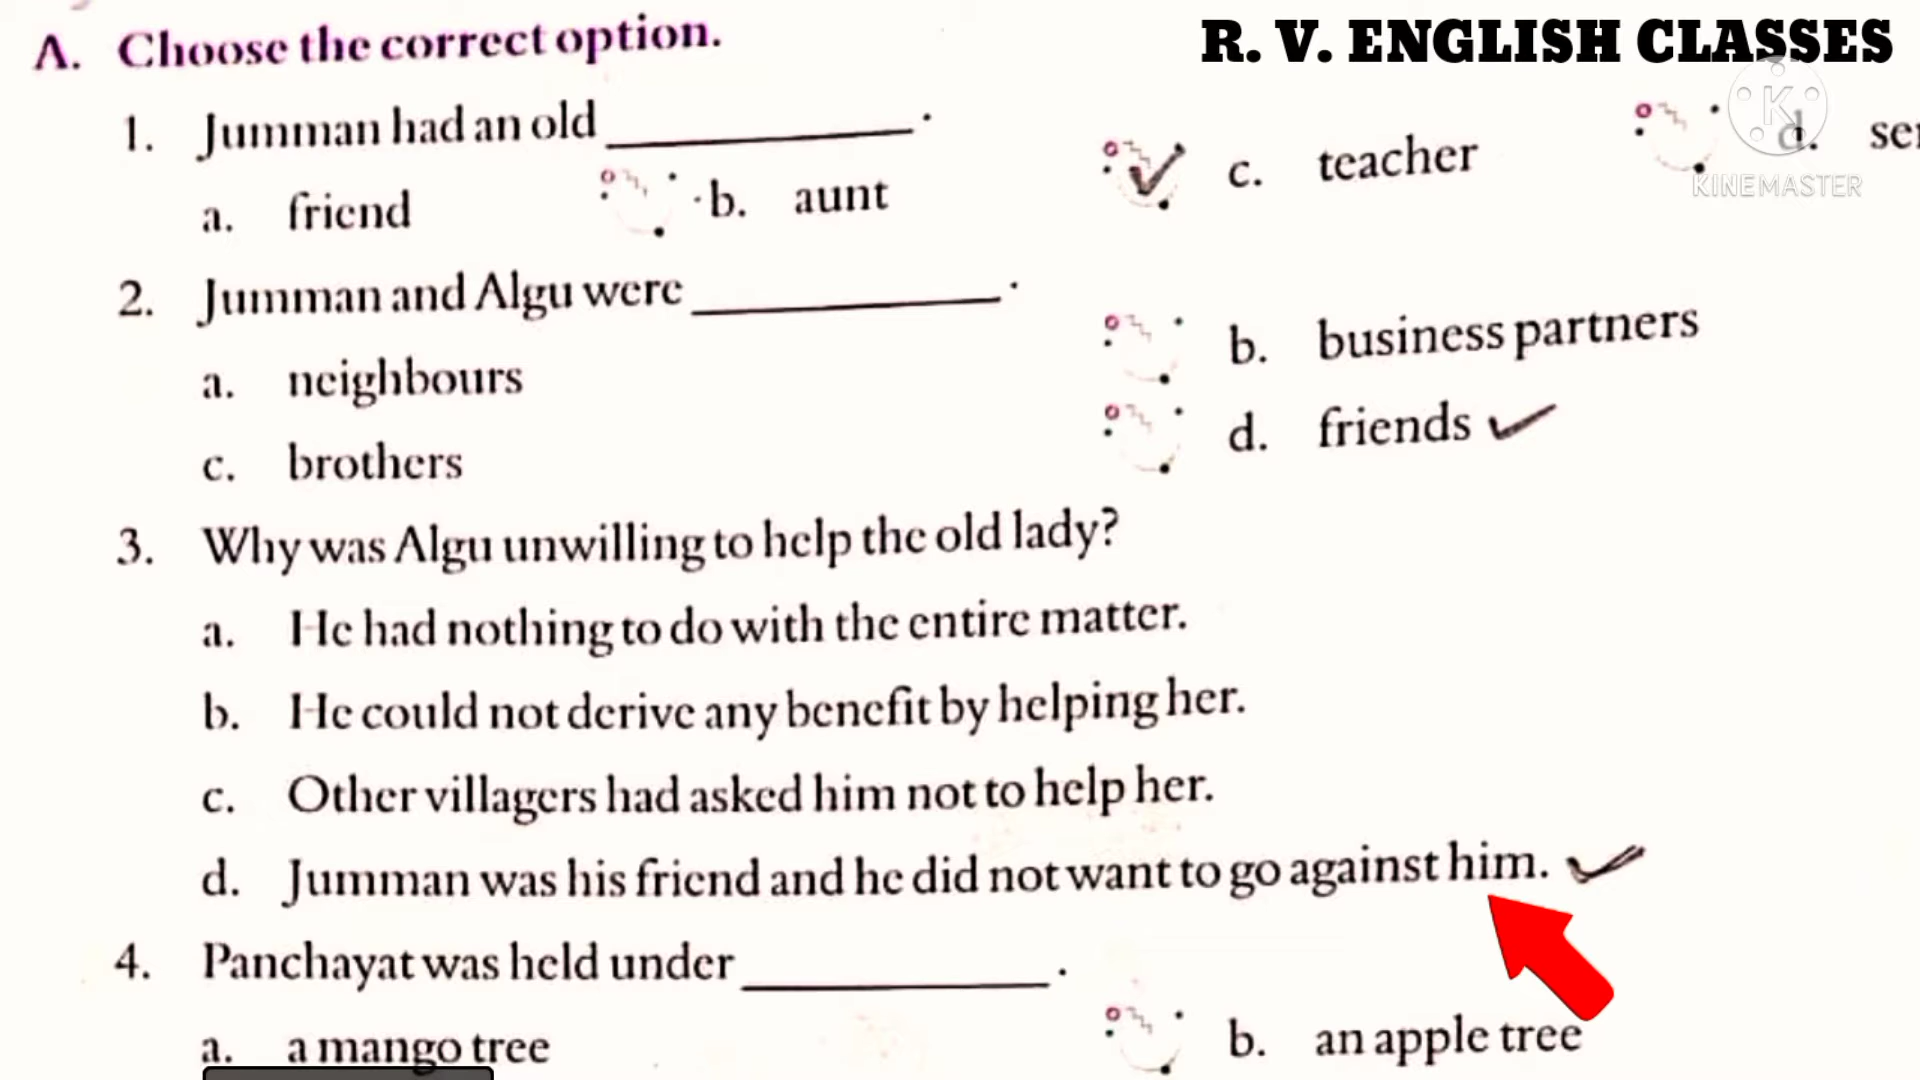 R. V. ENGLISH CLASSES
A. Choose the correct option.
1. Jumman had an old ____________.
a. friend b. aunt c. teacher d.
KINEMASTER
2. Jumman and Algu were ____________.
a. neighbours b. business partners
c. brothers d. friends
3. Why was Algu unwilling to help the old lady?
a. He had nothing to do with the entire matter.
b. He could not derive any benefit by helping her.
c. Other villagers had asked him not to help her.
d. Jumman was his friend and he did not want to go against him.
4. Panchayat was held under ____________.
a. a mango tree b. an apple tree